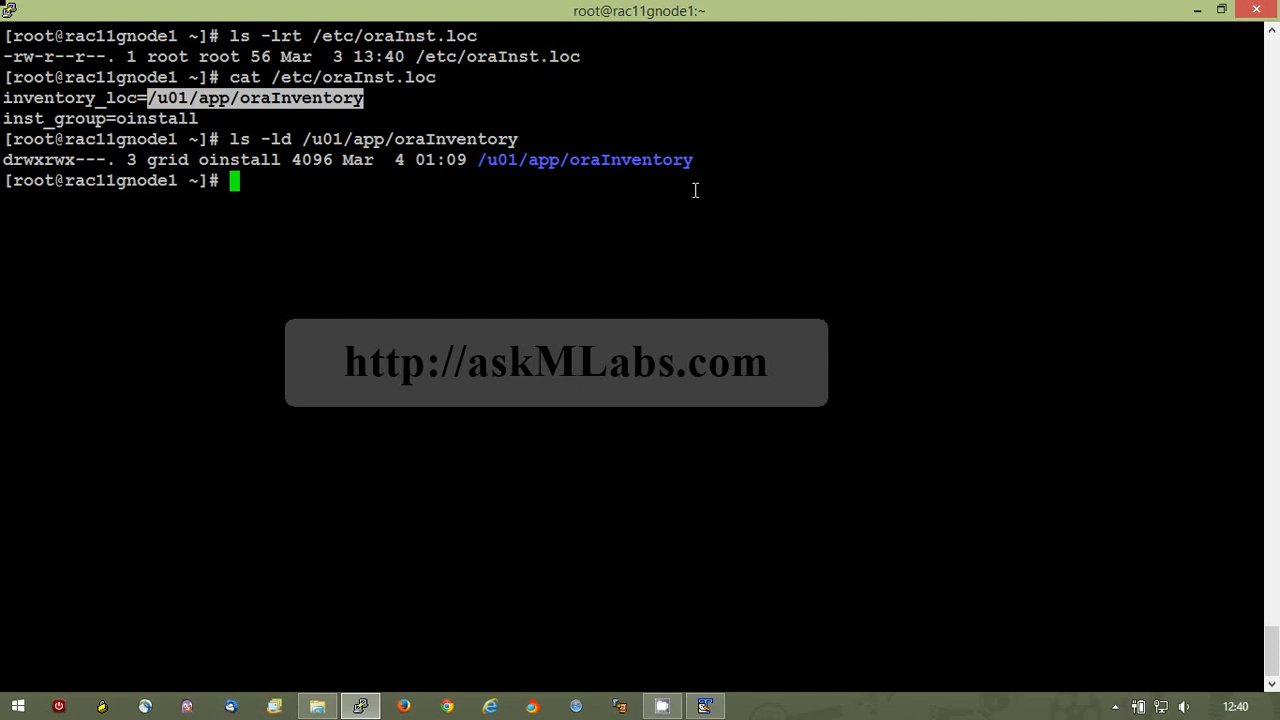 root@rac11gnode1:~
[root@rac11gnode1 ~]# ls -lrt /etc/oraInst.loc
-rw-r--r--. 1 root root 56 Mar  3 13:40 /etc/oraInst.loc
[root@rac11gnode1 ~]# cat /etc/oraInst.loc
inventory_loc=/u01/app/oraInventory
inst_group=oinstall
[root@rac11gnode1 ~]# ls -ld /u01/app/oraInventory
drwxrwx---. 3 grid oinstall 4096 Mar  4 01:09 /u01/app/oraInventory
[root@rac11gnode1 ~]#
http://askMLabs.com
12:40